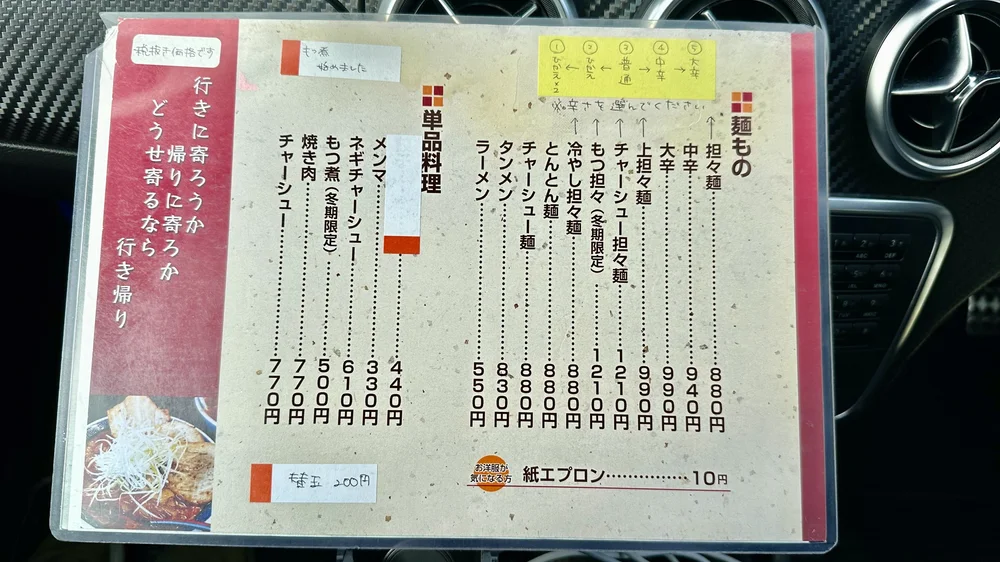 麺もの
① ② ③ ④ ⑤
ひかえ×2 ← ひかえ ← 普通 → 中辛 → 大辛
辛さを選んでください
担々麺 880円
中辛 940円
大辛 990円
上担々麺 990円
チャーシュー担々麺 1210円
もつ担々(冬期限定) 1210円
冷やし担々麺 880円
とんとん麺 880円
チャーシュー麺 880円
タンメン 830円
ラーメン 550円
お洋服が
気になる方
紙エプロン 10円
単品料理
440円
メンマ 330円
ネギチャーシュー 610円
もつ煮(冬期限定) 500円
焼き肉 770円
チャーシュー 770円
もつ煮
始めました
替玉 200円
税抜き価格です
行きに寄ろうか
帰りに寄ろか
どうせ寄るなら
行き帰り